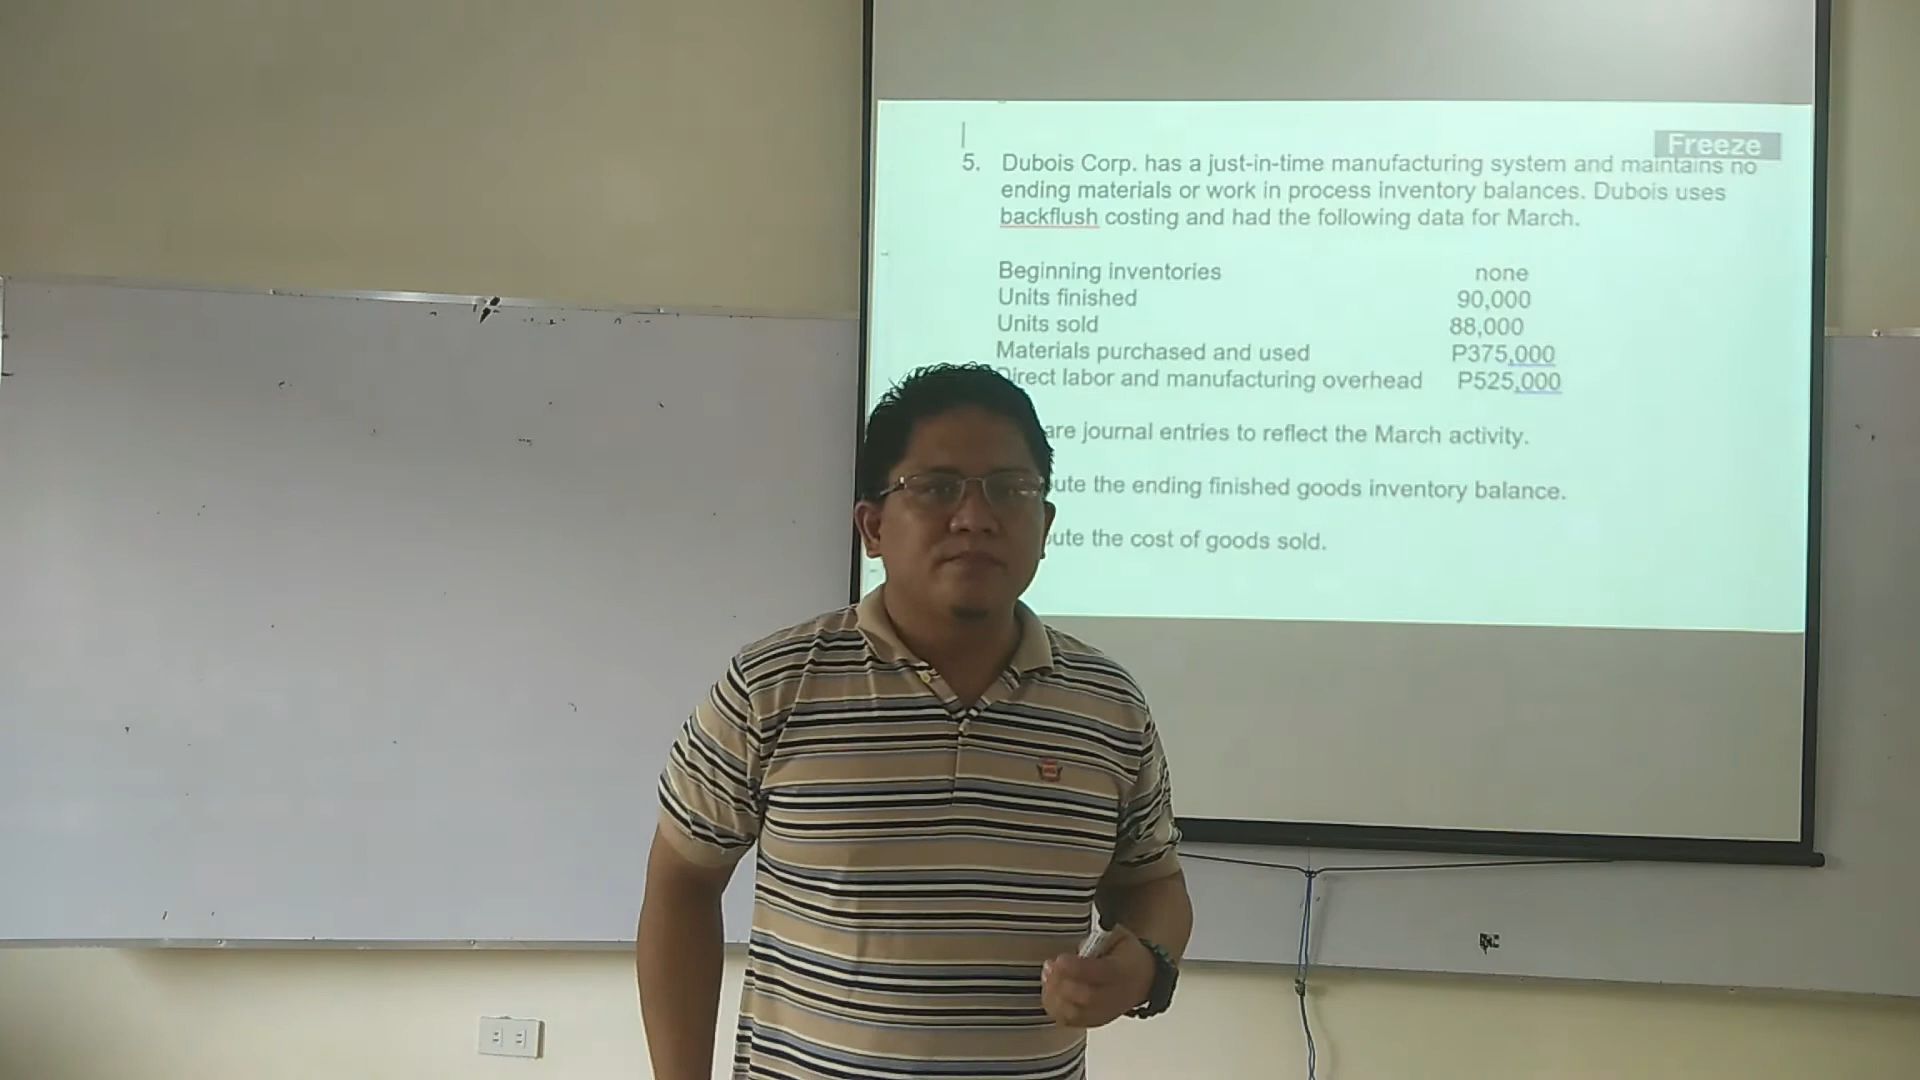 Freeze
5. Dubois Corp. has a just-in-time manufacturing system and maintains no
ending materials or work in process inventory balances. Dubois uses
backflush costing and had the following data for March.
Beginning inventories none
Units finished 90,000
Units sold 88,000
Materials purchased and used P375,000
Direct labor and manufacturing overhead P525,000
are journal entries to reflect the March activity.
ute the ending finished goods inventory balance.
ute the cost of goods sold.